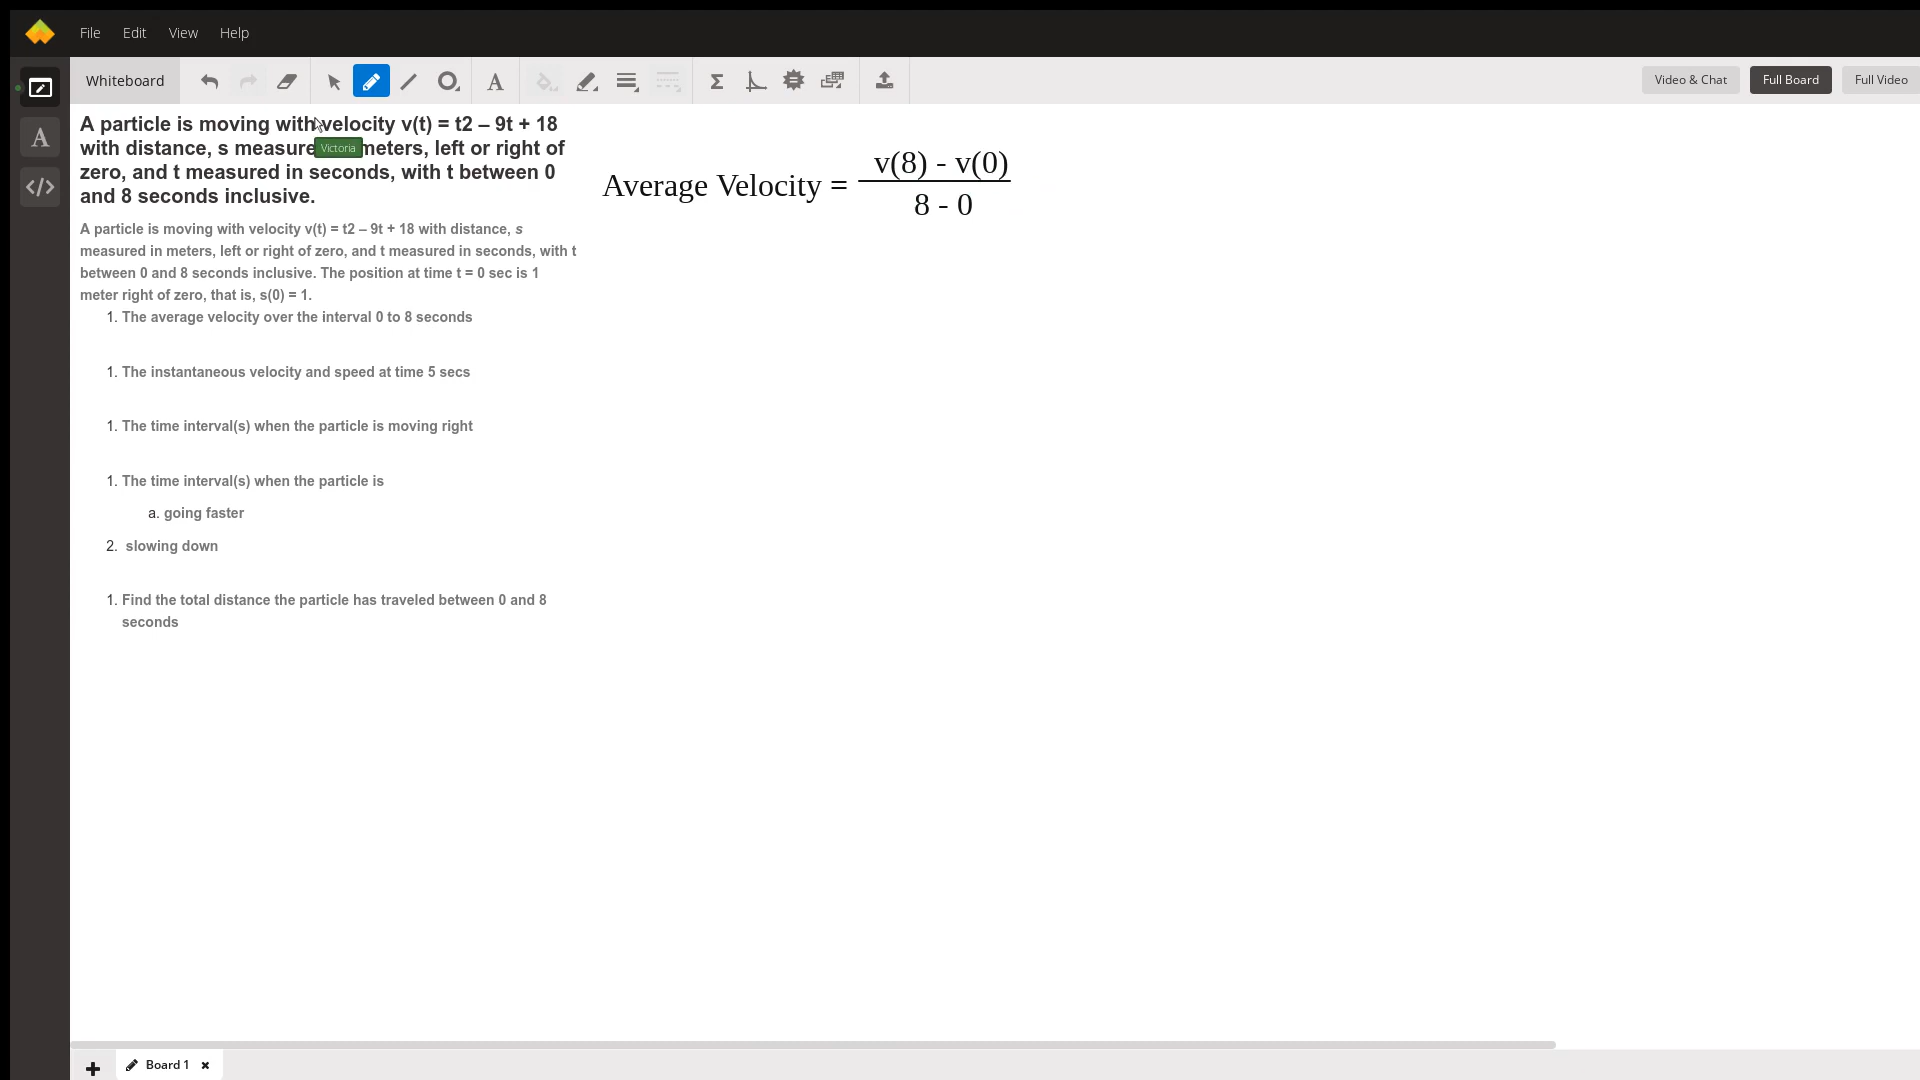 File Edit View Help
Whiteboard
Video & Chat Full Board Full Video
A particle is moving with velocity v(t) = t2 – 9t + 18
with distance, s measure meters, left or right of
Victoria
zero, and t measured in seconds, with t between 0
and 8 seconds inclusive.
A particle is moving with velocity v(t) = t2 – 9t + 18 with distance, s
measured in meters, left or right of zero, and t measured in seconds, with t
between 0 and 8 seconds inclusive. The position at time t = 0 sec is 1
meter right of zero, that is, s(0) = 1.
1. The average velocity over the interval 0 to 8 seconds
1. The instantaneous velocity and speed at time 5 secs
1. The time interval(s) when the particle is moving right
1. The time interval(s) when the particle is
a. going faster
2. slowing down
1. Find the total distance the particle has traveled between 0 and 8
seconds
v(8) - v(0)
Average Velocity =
8 - 0
Board 1